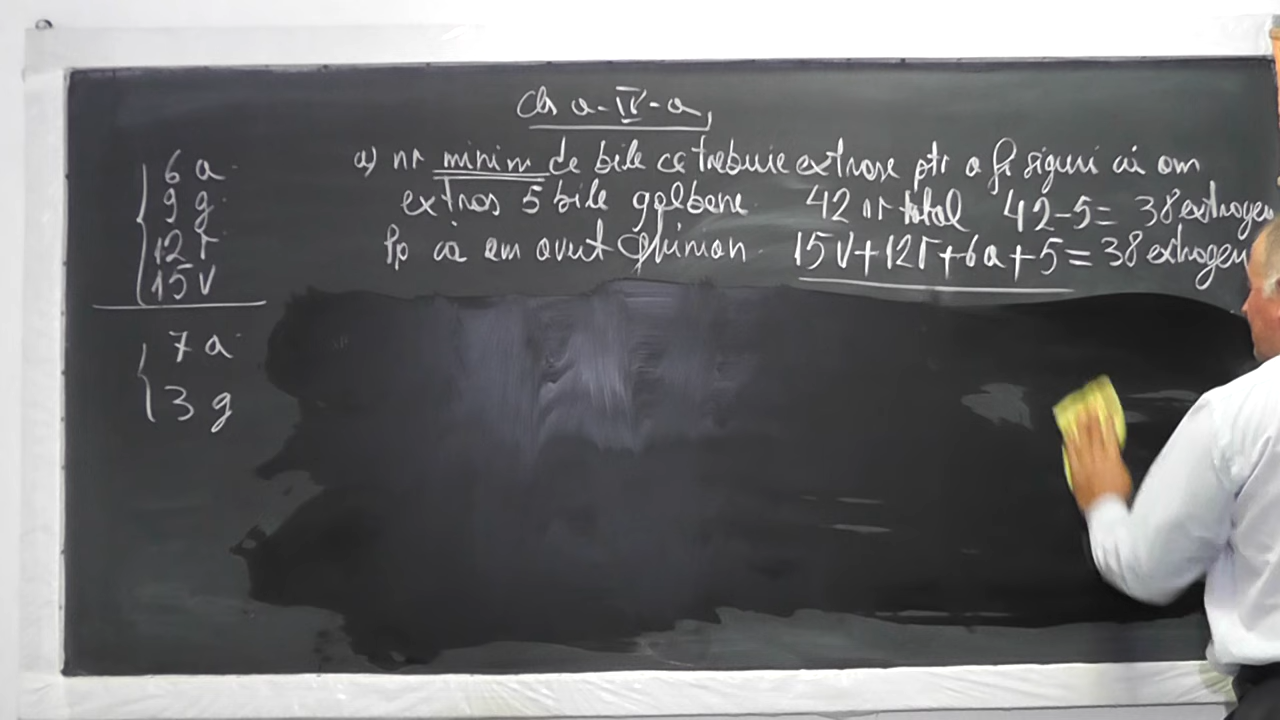 Cls a-IV-a
6 a
9 g
12 r
15 V
7 a
3 g
a) nr minim de bile ce trebuie extrase ptr a fi siguri că am
extras 5 bile galbene 42 nr total 42-5= 38 extrageri
Pp că am avut ghinion 15V+12r+6a+5=38 extrageri